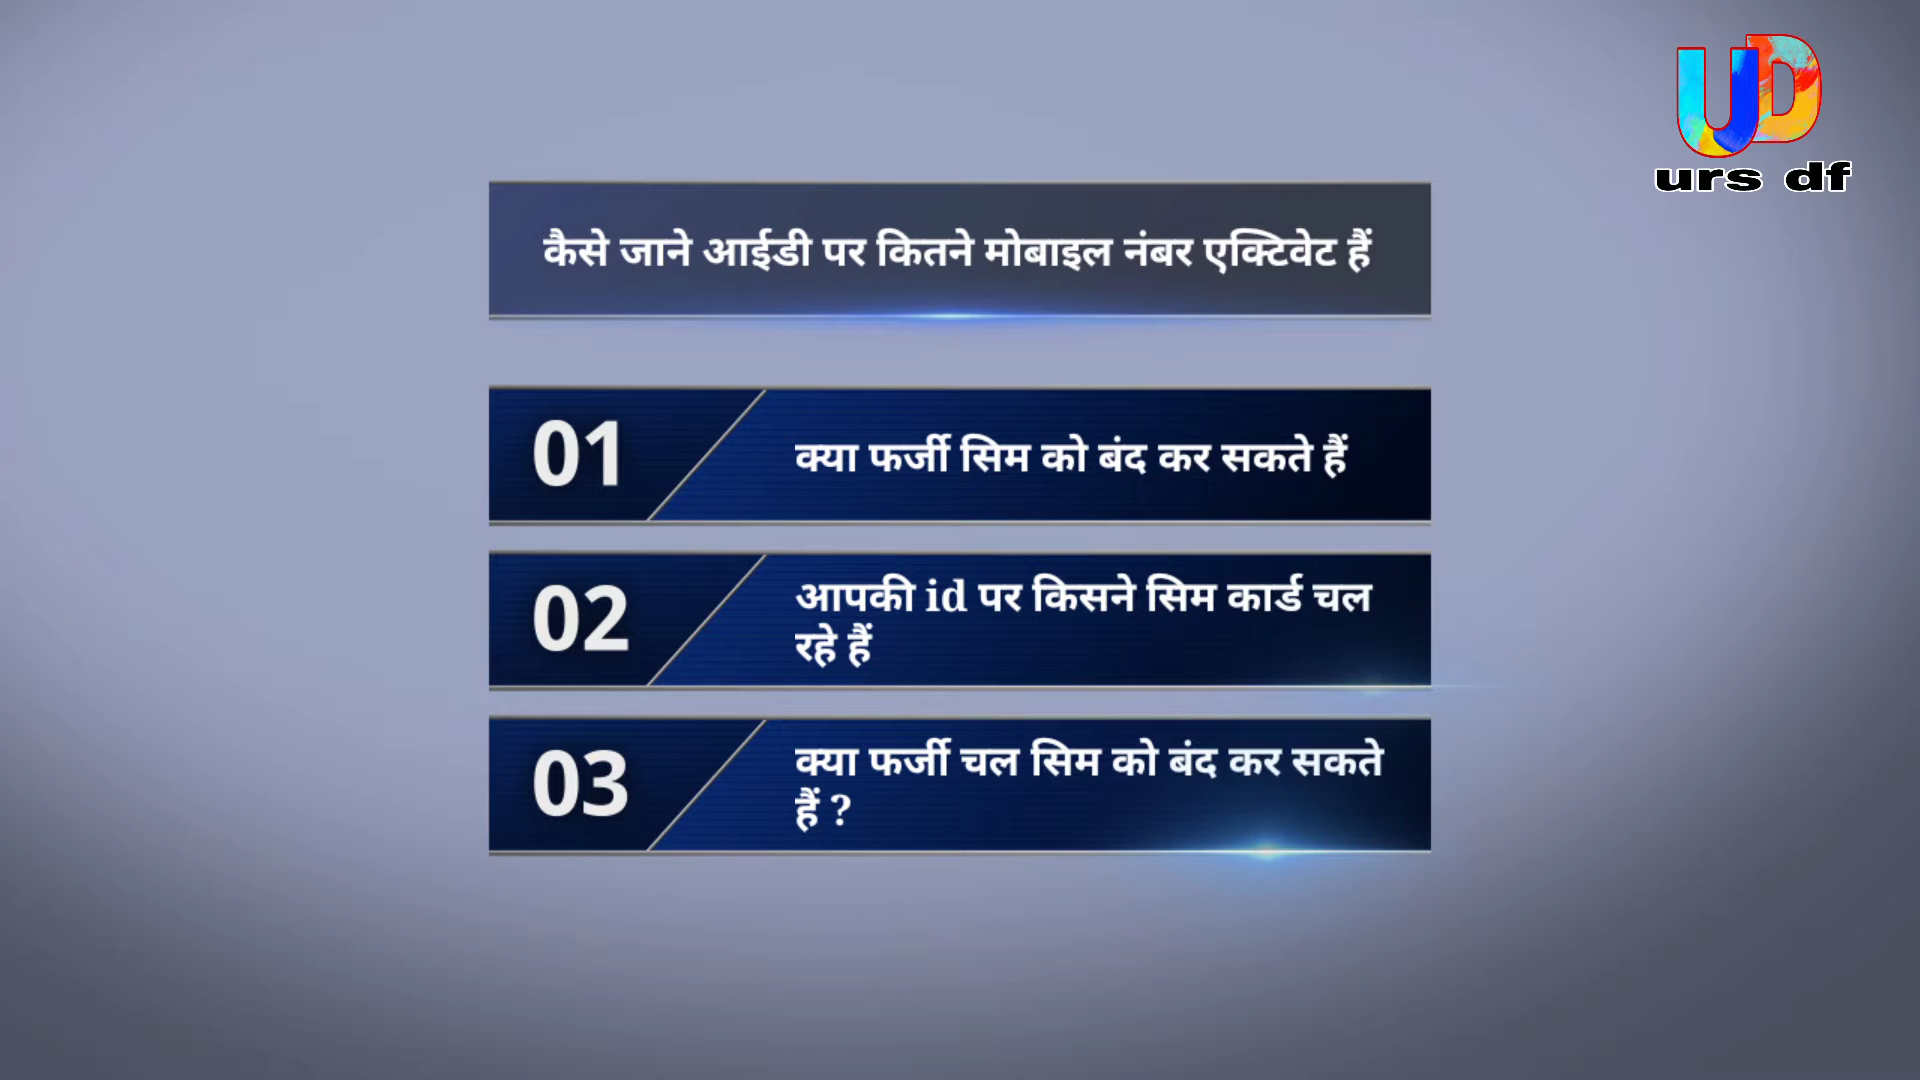 UD
urs df
कैसे जाने आईडी पर कितने मोबाइल नंबर एक्टिवेट हैं
01
क्या फर्जी सिम को बंद कर सकते हैं
02
आपकी id पर किसने सिम कार्ड चल
रहे हैं
03
क्या फर्जी चल सिम को बंद कर सकते
हैं ?